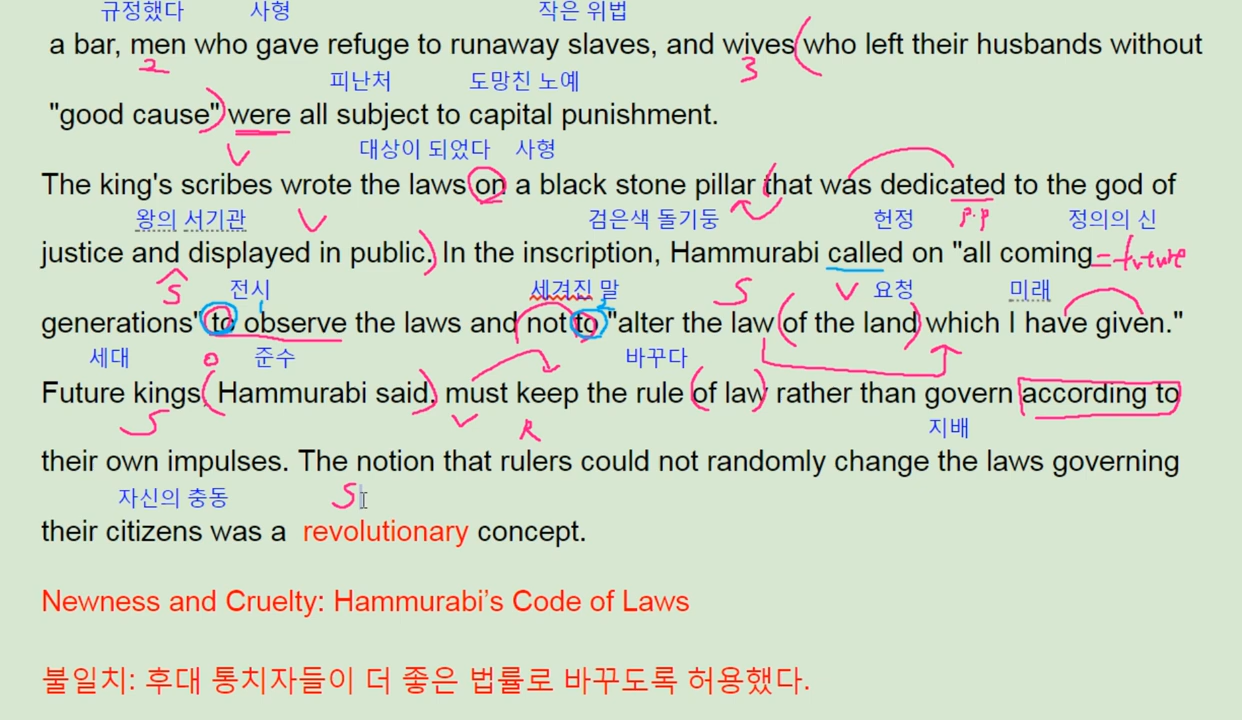 규정했다 사형 작은 위법
a bar, men who gave refuge to runaway slaves, and wives (who left their husbands without
2 3
피난처 도망친 노예
"good cause") were all subject to capital punishment.
V 대상이 되었다 사형
The king's scribes wrote the laws on a black stone pillar (that was dedicated to the god of
왕의 서기관 V 검은색 돌기둥 헌정 p.p 정의의 신
justice and displayed in public.) In the inscription, Hammurabi called on "all coming = future
S 전시 세겨진 말 S V 요청 미래
generations" to observe the laws and not to "alter the law (of the land) which I have given."
세대 o 준수 바꾸다
Future kings, (Hammurabi said,) must keep the rule (of law) rather than govern according to
S V R 지배
their own impulses. The notion that rulers could not randomly change the laws governing
자신의 충동 S
their citizens was a revolutionary concept.
Newness and Cruelty: Hammurabi's Code of Laws
불일치: 후대 통치자들이 더 좋은 법률로 바꾸도록 허용했다.